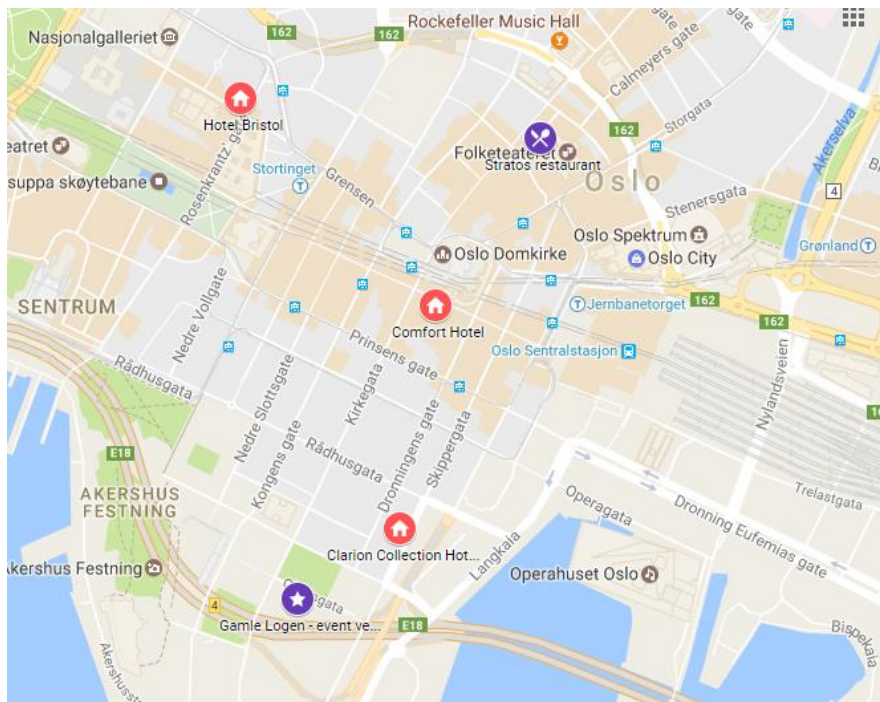 Rockefeller Music Hall
Nasjonalgalleriet
162
162
Calmeyers gate
Hotel Bristol
162
Storgata
Akerselva
eatret
Folketeateret
Stratos restaurant
Stortinget
Oslo
suppa skøytebane
Rosenkrantz' gate
Grensen
4
Stenersgata
Oslo Spektrum
Grønland
Oslo Domkirke
Oslo City
SENTRUM
Nedre Vollgate
Jernbanetorget
162
162
Comfort Hotel
Prinsens gate
Oslo Sentralstasjon
Rådhusgata
Nedre Slottsgate
Kirkegata
Nylandsveien
Dronningens gate
Skippergata
E18
Kongens gate
Rådhusgata
AKERSHUS
FESTNING
Trelastgata
Operagata
Dronning Eufemias gate
Clarion Collection Hot...
Langkaia
Akershus Festning
Operahuset Oslo
4
Gamle Logen - event ve...
E18
Bispekaia
Akershusstr